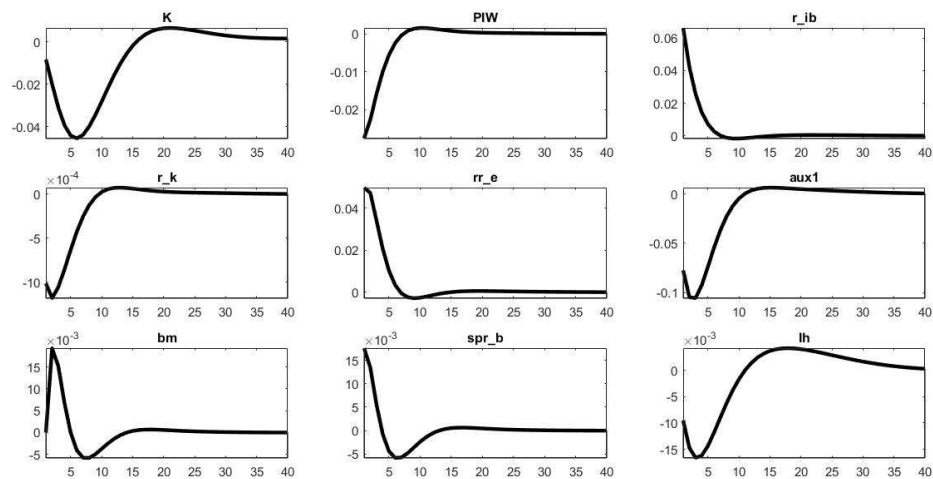 K PIW r_ib
0 0 0.06
-0.02 -0.01 0.04
-0.04 -0.02 0.02
0
5 10 15 20 25 30 35 40 5 10 15 20 25 30 35 40 5 10 15 20 25 30 35 40
×10-4 r_k rr_e aux1
0 0.04 0
-5 0.02 -0.05
-10 0 -0.1
5 10 15 20 25 30 35 40 5 10 15 20 25 30 35 40 5 10 15 20 25 30 35 40
×10-3 bm ×10-3 spr_b ×10-3 lh
15 15 0
10 10 -5
5 5 -10
0 0 -15
-5 -5
5 10 15 20 25 30 35 40 5 10 15 20 25 30 35 40 5 10 15 20 25 30 35 40